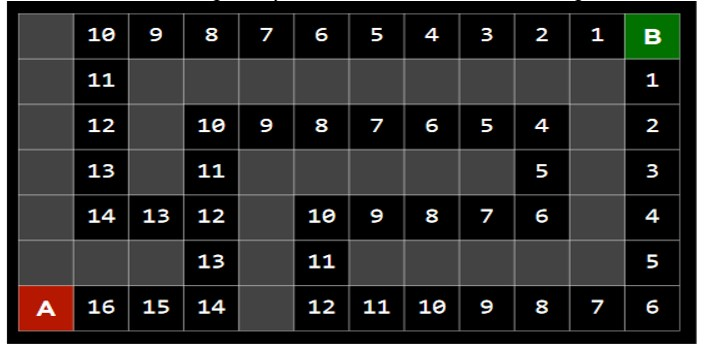 10 9 8 7 6 5 4 3 2 1 B
11 1
12 10 9 8 7 6 5 4 2
13 11 5 3
14 13 12 10 9 8 7 6 4
13 11 5
A 16 15 14 12 11 10 9 8 7 6